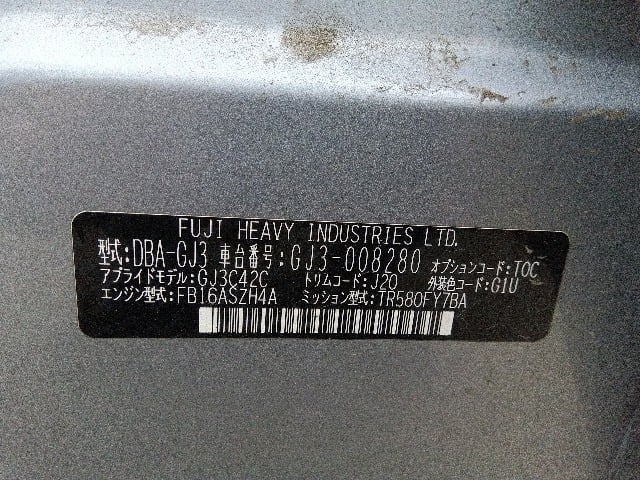 FUJI HEAVY INDUSTRIES LTD.
型式:DBA-GJ3 車台番号:GJ3-008280 オプションコード:TOC
アプライドモデル:GJ3C42C トリムコード:J20 外装色コード:G1U
エンジン型式:FB16ASZH4A ミッション型式:TR580FY7BA